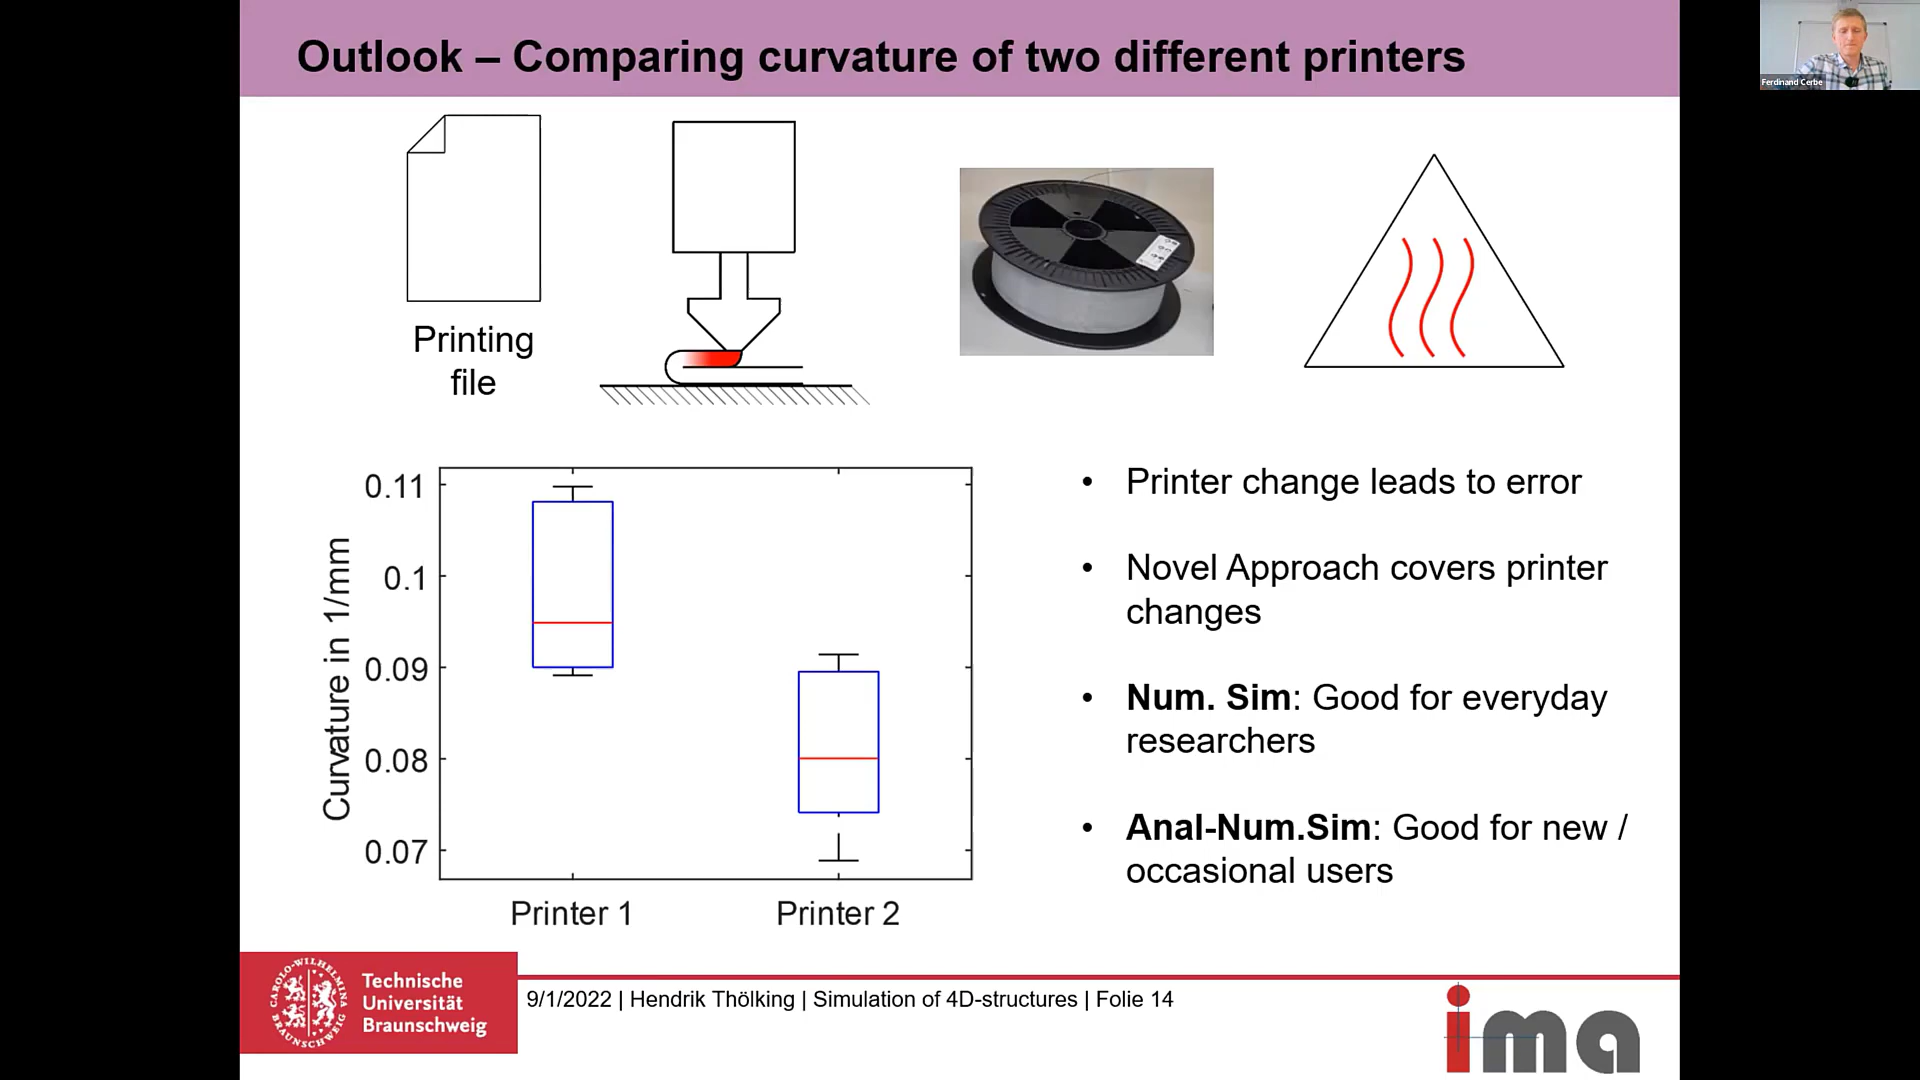 Outlook – Comparing curvature of two different printers
Ferdinand Cerbe
Printing
file
Curvature in 1/mm
0.11
0.1
0.09
0.08
0.07
Printer 1
Printer 2
• Printer change leads to error
• Novel Approach covers printer
changes
• Num. Sim: Good for everyday
researchers
• Anal-Num.Sim: Good for new /
occasional users
CAROLO-WILHELMINA
BRAUNSCHWEIG
Technische
Universität
Braunschweig
9/1/2022 | Hendrik Thölking | Simulation of 4D-structures | Folie 14
ima